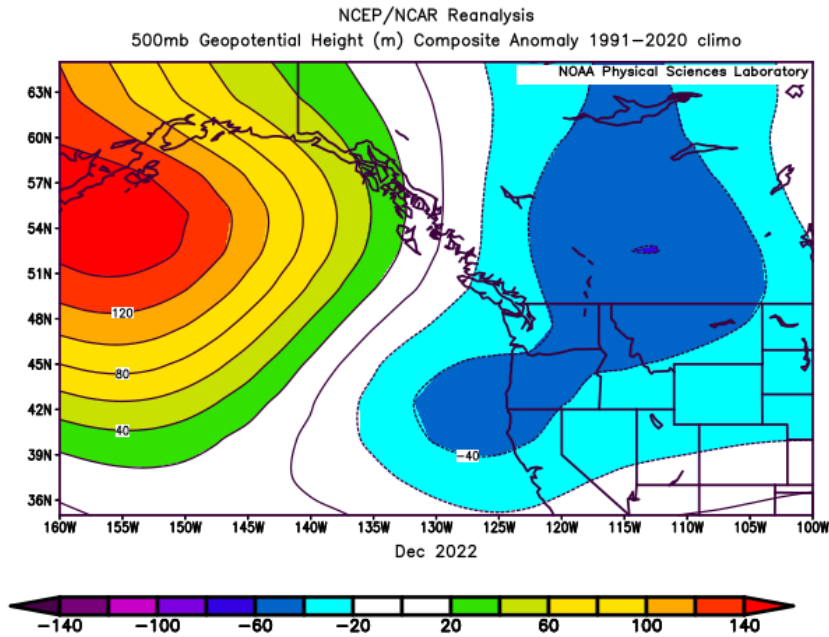 NCEP/NCAR Reanalysis
500mb Geopotential Height (m) Composite Anomaly 1991-2020 climo
NOAA Physical Sciences Laboratory
63N
60N
57N
54N
51N
48N
45N
42N
39N
36N
120
80
40
-40
160W 155W 150W 145W 140W 135W 130W 125W 120W 115W 110W 105W 100W
Dec 2022
-140 -100 -60 -20 20 60 100 140